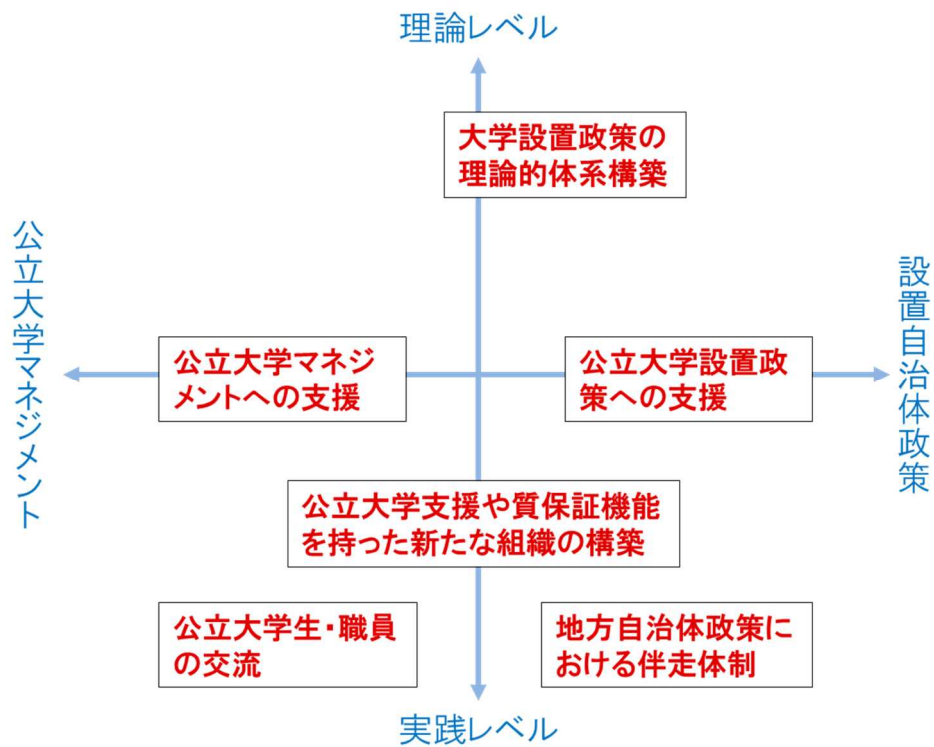 理論レベル
大学設置政策の
理論的体系構築
公立大学マネジメント
設置自治体政策
公立大学マネジ
メントへの支援
公立大学設置政
策への支援
公立大学支援や質保証機能
を持った新たな組織の構築
公立大学生・職員
の交流
地方自治体政策に
おける伴走体制
実践レベル